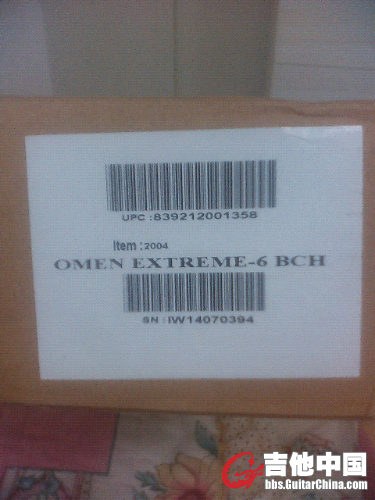 UPC :839212001358
Item :2004
OMEN EXTREME-6 BCH
SN :IW14070394
吉他中国
bbs.GuitarChina.com